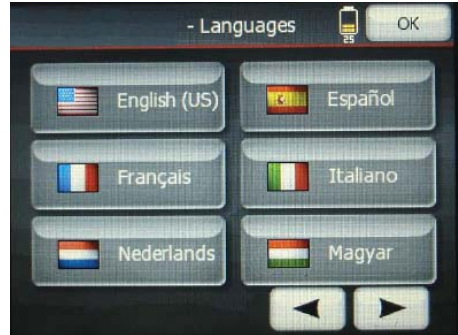 - Languages
25
OK
English (US)
Español
Français
Italiano
Nederlands
Magyar